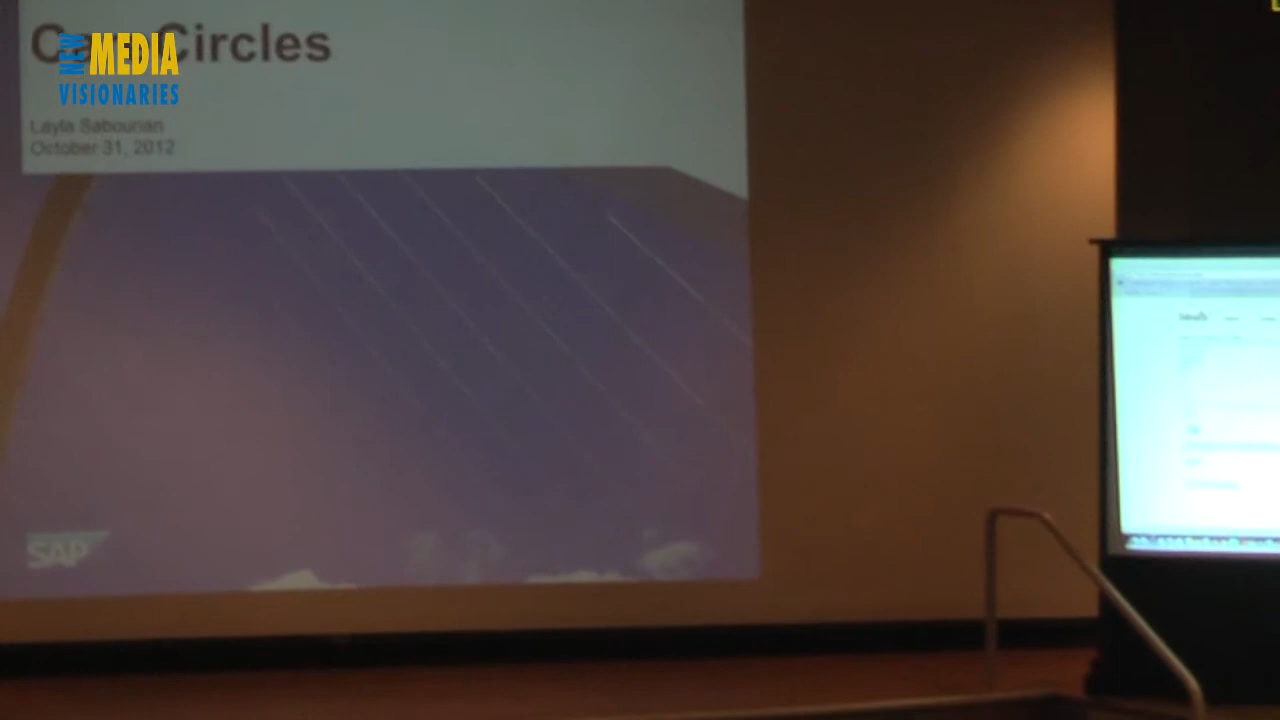 Circles
NEW MEDIA
VISIONARIES
Layla Sabourian
October 31, 2012
SAP